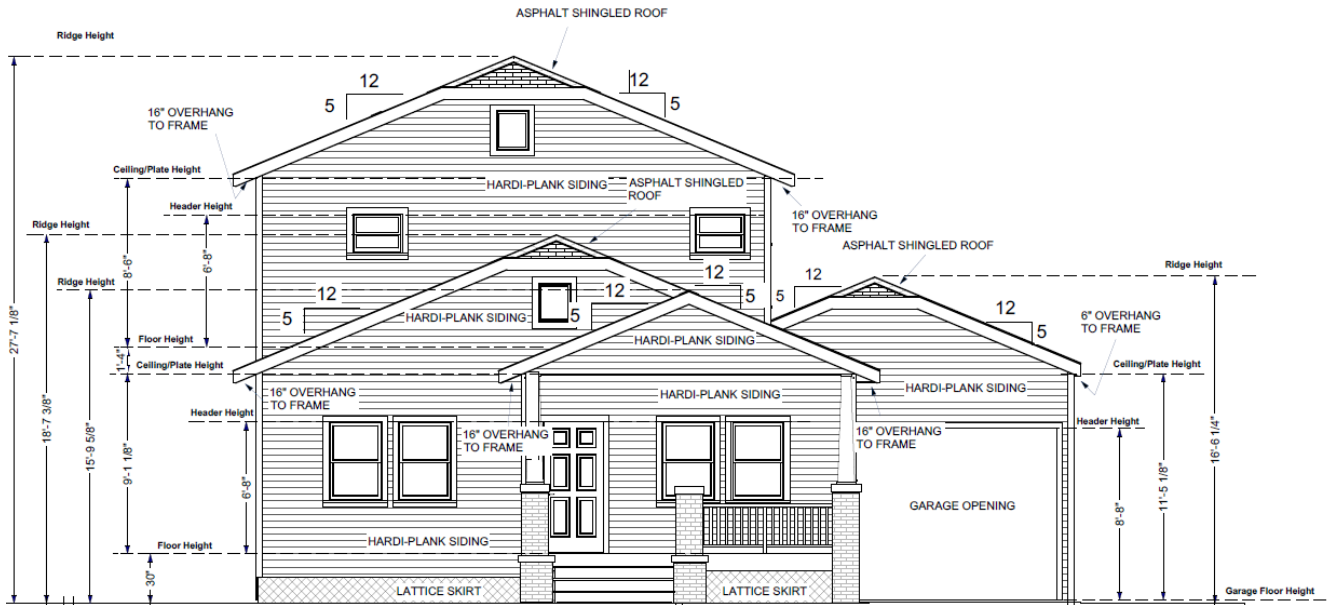 ASPHALT SHINGLED ROOF
Ridge Height
12
5
12
5
16" OVERHANG
TO FRAME
Ceiling/Plate Height
HARDI-PLANK SIDING
ASPHALT SHINGLED
ROOF
Header Height
16" OVERHANG
TO FRAME
Ridge Height
ASPHALT SHINGLED ROOF
8'-6"
6'-8"
Ridge Height
Ridge Height
12
5
12
5
12
5
12
5
12
5
HARDI-PLANK SIDING
6" OVERHANG
TO FRAME
27'-7 1/8"
Floor Height
HARDI-PLANK SIDING
1'-4"
Ceiling/Plate Height
Ceiling/Plate Height
16" OVERHANG
TO FRAME
HARDI-PLANK SIDING
HARDI-PLANK SIDING
Header Height
Header Height
16" OVERHANG
TO FRAME
16" OVERHANG
TO FRAME
18'-7 3/8"
15'-9 5/8"
9'-1 1/8"
6'-8"
8'-8"
11'-5 1/8"
16'-6 1/4"
GARAGE OPENING
Floor Height
HARDI-PLANK SIDING
30"
LATTICE SKIRT
LATTICE SKIRT
Garage Floor Height